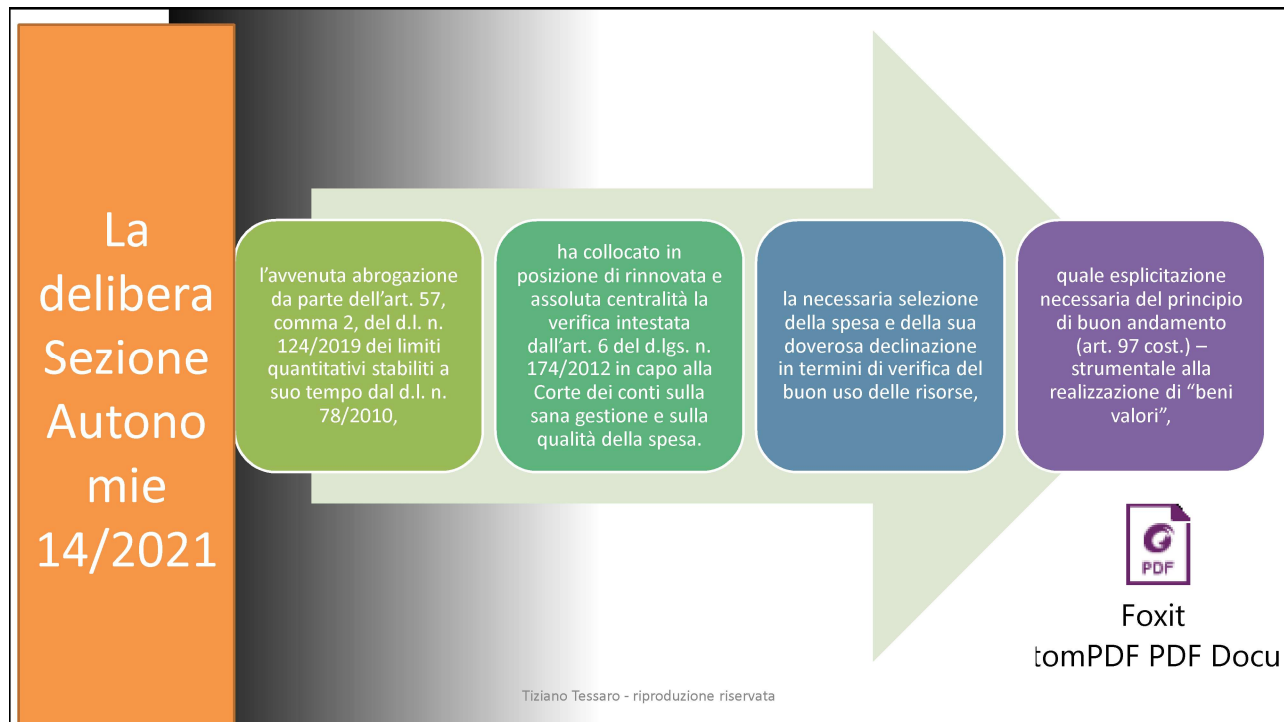 La
delibera
Sezione
Autono
mie
14/2021
l'avvenuta abrogazione
da parte dell'art. 57,
comma 2, del d.l. n.
124/2019 dei limiti
quantitativi stabiliti a
suo tempo dal d.l. n.
78/2010,
ha collocato in
posizione di rinnovata e
assoluta centralità la
verifica intestata
dall'art. 6 del d.lgs. n.
174/2012 in capo alla
Corte dei conti sulla
sana gestione e sulla
qualità della spesa.
la necessaria selezione
della spesa e della sua
doverosa declinazione
in termini di verifica del
buon uso delle risorse,
quale esplicitazione
necessaria del principio
di buon andamento
(art. 97 cost.) –
strumentale alla
realizzazione di “beni
valori”,
PDF
Foxit
tomPDF PDF Docu
Tiziano Tessaro - riproduzione riservata